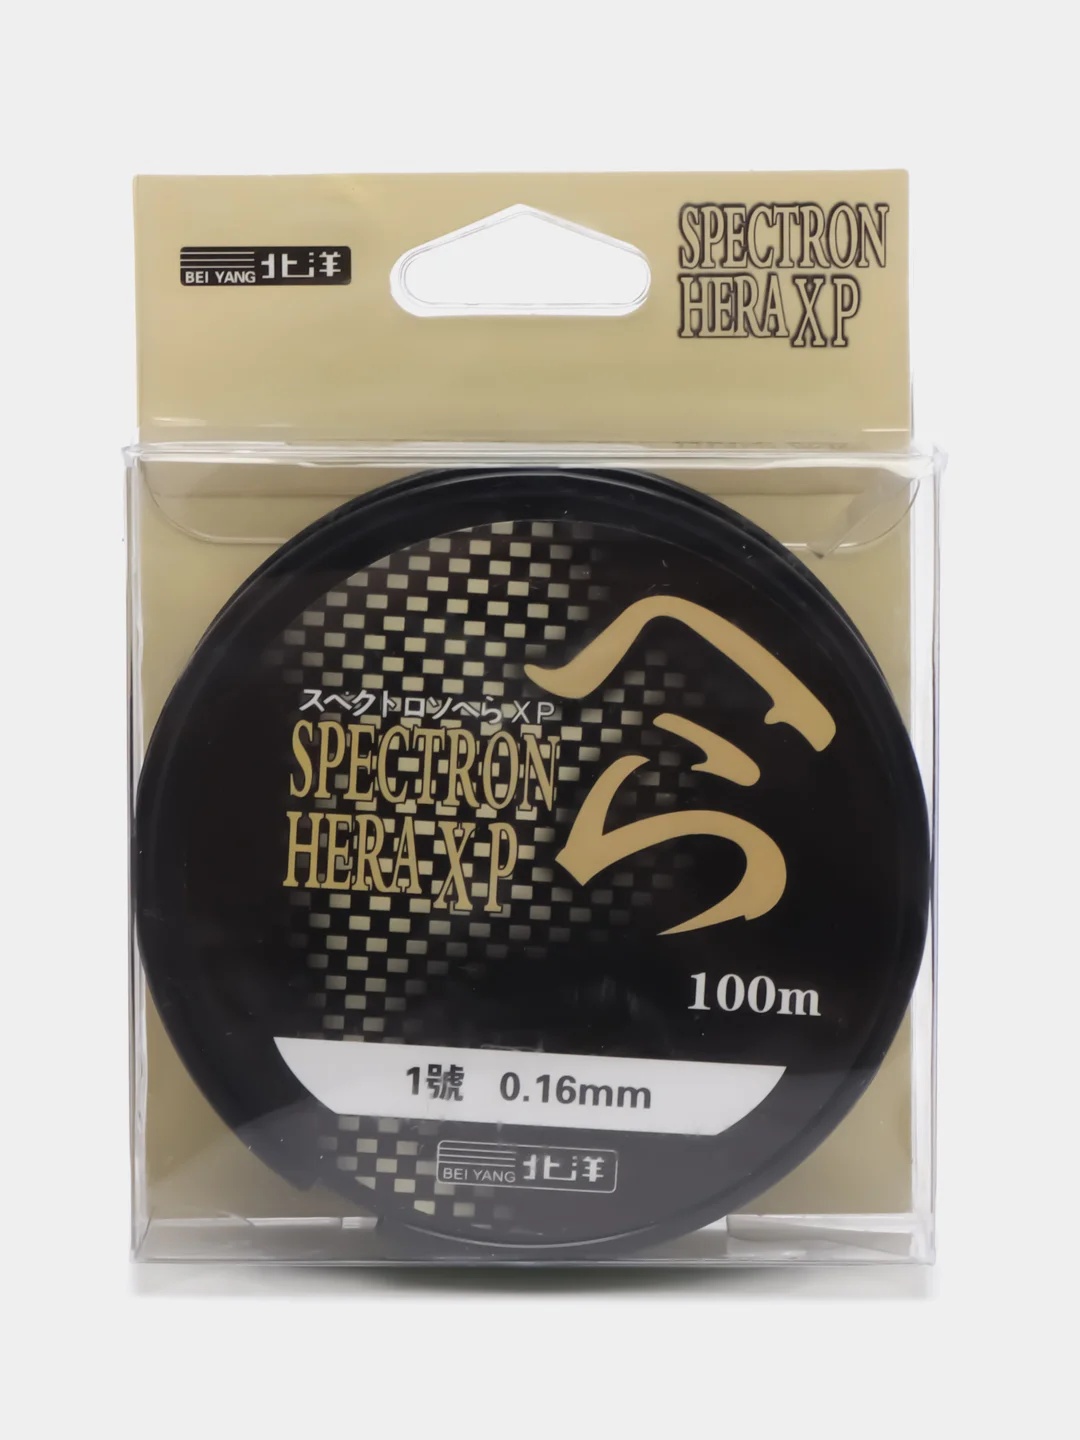 BEI YANG 北洋
SPECTRON
HERA XP
スペクトロソへらXP
SPECTRON
HERA XP
へら
100m
1號 0.16mm
BEI YANG 北洋